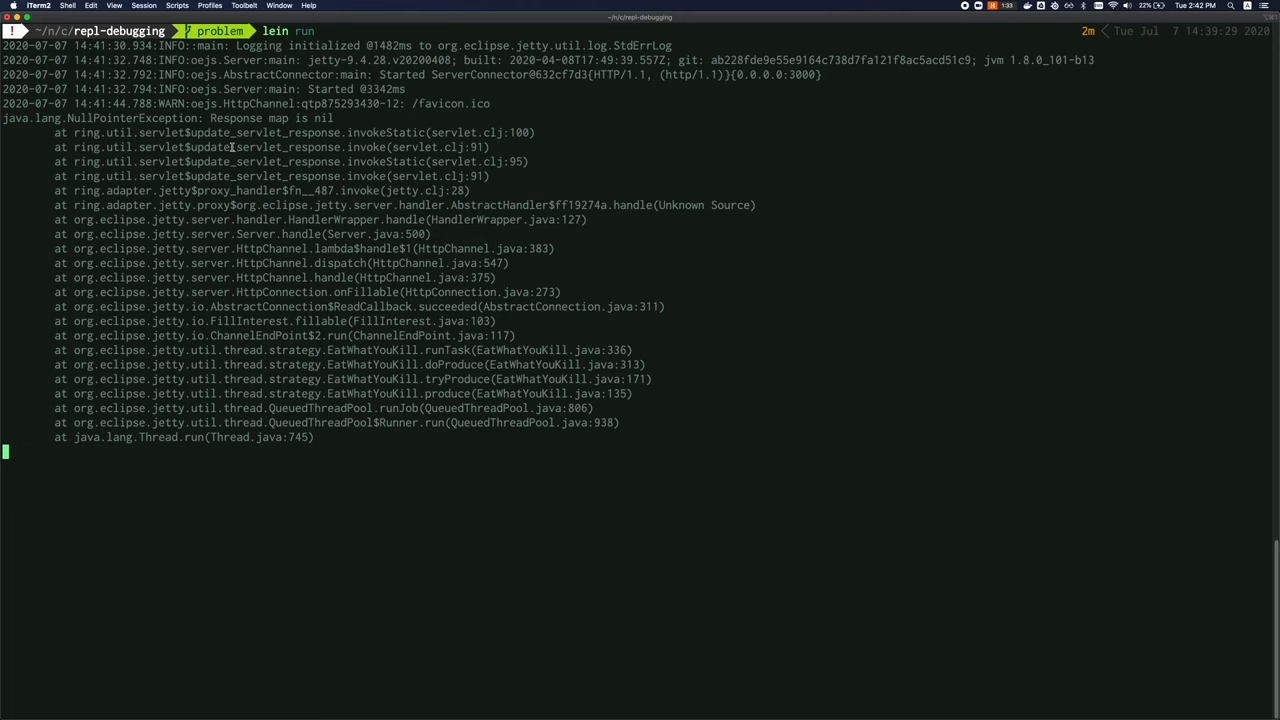 iTerm2 Shell Edit View Session Scripts Profiles Toolbelt Window Help 1:33 22% Tue 2:42 PM
~/n/c/repl-debugging
! ~/n/c/repl-debugging problem lein run 2m Tue Jul 7 14:39:29 2020
2020-07-07 14:41:30.934:INFO::main: Logging initialized @1482ms to org.eclipse.jetty.util.log.StdErrLog
2020-07-07 14:41:32.748:INFO:oejs.Server:main: jetty-9.4.28.v20200408; built: 2020-04-08T17:49:39.557Z; git: ab228fde9e55e9164c738d7fa121f8ac5acd51c9; jvm 1.8.0_101-b13
2020-07-07 14:41:32.792:INFO:oejs.AbstractConnector:main: Started ServerConnector@632cf7d3{HTTP/1.1, (http/1.1)}{0.0.0.0:3000}
2020-07-07 14:41:32.794:INFO:oejs.Server:main: Started @3342ms
2020-07-07 14:41:44.788:WARN:oejs.HttpChannel:qtp875293430-12: /favicon.ico
java.lang.NullPointerException: Response map is nil
at ring.util.servlet$update_servlet_response.invokeStatic(servlet.clj:100)
at ring.util.servlet$update_servlet_response.invoke(servlet.clj:91)
at ring.util.servlet$update_servlet_response.invokeStatic(servlet.clj:95)
at ring.util.servlet$update_servlet_response.invoke(servlet.clj:91)
at ring.adapter.jetty$proxy_handler$fn__487.invoke(jetty.clj:28)
at ring.adapter.jetty.proxy$org.eclipse.jetty.server.handler.AbstractHandler$ff19274a.handle(Unknown Source)
at org.eclipse.jetty.server.handler.HandlerWrapper.handle(HandlerWrapper.java:127)
at org.eclipse.jetty.server.Server.handle(Server.java:500)
at org.eclipse.jetty.server.HttpChannel.lambda$handle$1(HttpChannel.java:383)
at org.eclipse.jetty.server.HttpChannel.dispatch(HttpChannel.java:547)
at org.eclipse.jetty.server.HttpChannel.handle(HttpChannel.java:375)
at org.eclipse.jetty.server.HttpConnection.onFillable(HttpConnection.java:273)
at org.eclipse.jetty.io.AbstractConnection$ReadCallback.succeeded(AbstractConnection.java:311)
at org.eclipse.jetty.io.FillInterest.fillable(FillInterest.java:103)
at org.eclipse.jetty.io.ChannelEndPoint$2.run(ChannelEndPoint.java:117)
at org.eclipse.jetty.util.thread.strategy.EatWhatYouKill.runTask(EatWhatYouKill.java:336)
at org.eclipse.jetty.util.thread.strategy.EatWhatYouKill.doProduce(EatWhatYouKill.java:313)
at org.eclipse.jetty.util.thread.strategy.EatWhatYouKill.tryProduce(EatWhatYouKill.java:171)
at org.eclipse.jetty.util.thread.strategy.EatWhatYouKill.produce(EatWhatYouKill.java:135)
at org.eclipse.jetty.util.thread.QueuedThreadPool.runJob(QueuedThreadPool.java:806)
at org.eclipse.jetty.util.thread.QueuedThreadPool$Runner.run(QueuedThreadPool.java:938)
at java.lang.Thread.run(Thread.java:745)